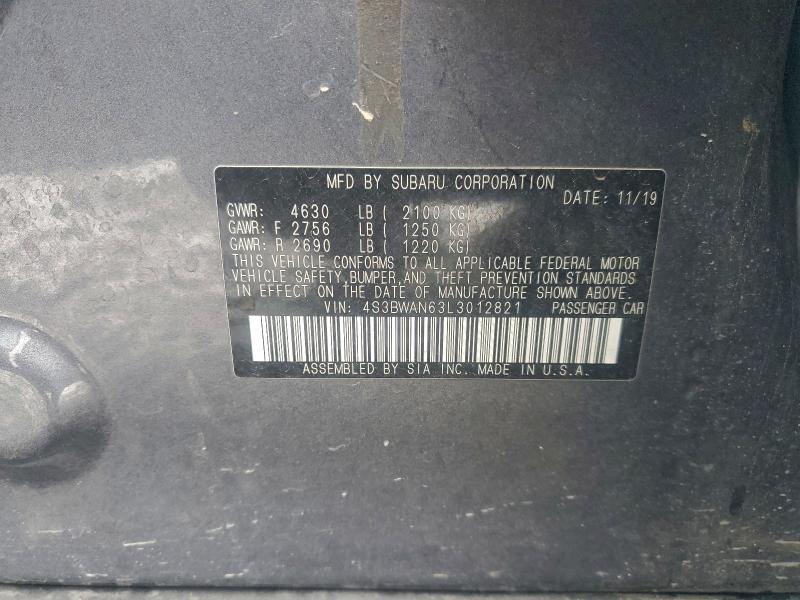 MFD BY SUBARU CORPORATION
DATE: 11/19
GVWR: 4630 LB ( 2100 KG)
GAWR: F 2756 LB ( 1250 KG)
GAWR: R 2690 LB ( 1220 KG)
THIS VEHICLE CONFORMS TO ALL APPLICABLE FEDERAL MOTOR
VEHICLE SAFETY,BUMPER,AND THEFT PREVENTION STANDARDS
IN EFFECT ON THE DATE OF MANUFACTURE SHOWN ABOVE.
VIN: 4S3BWAN63L3012821 PASSENGER CAR
ASSEMBLED BY SIA INC. MADE IN U.S.A.